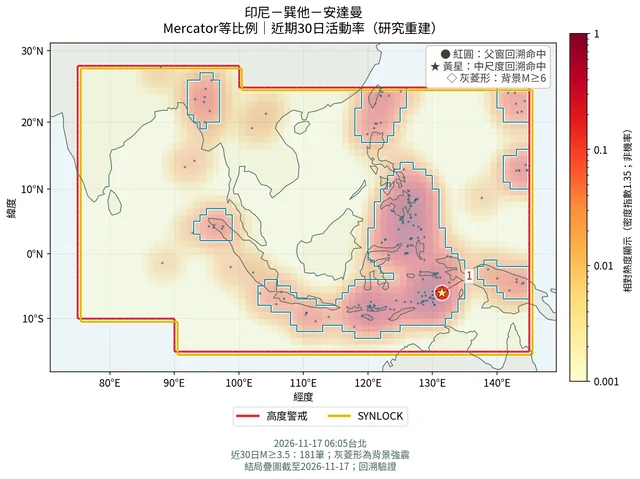 印尼－巽他－安達曼
Mercator等比例｜近期30日活動率（研究重建）
● 紅圓：父窗回溯命中
★ 黃星：中尺度回溯命中
◇ 灰菱形：背景M≥6
30°N
20°N
10°N
0°N
10°S
緯度
1
80°E
90°E
100°E
110°E
120°E
130°E
140°E
經度
1
0.1
0.01
0.001
相對熱度顯示（密度指數1.35；非機率）
高度警戒
SYNLOCK
2026-11-17 06:05台北
近30日M≥3.5：181筆；灰菱形為背景強震
結局疊圖截至2026-11-17；回溯驗證